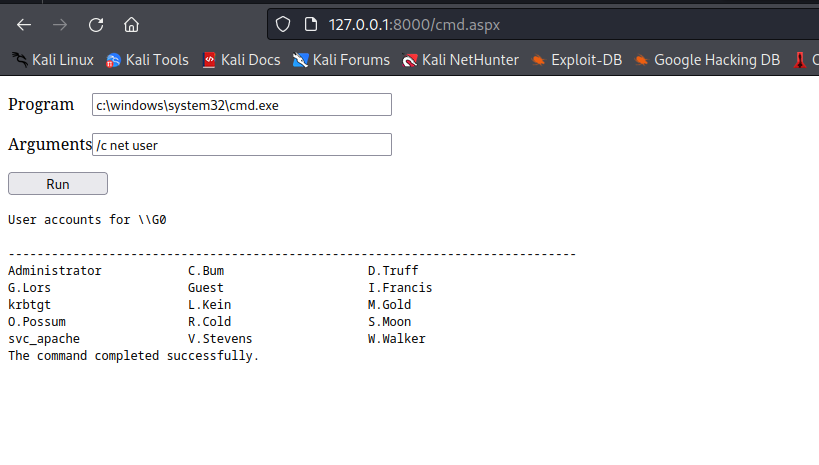 127.0.0.1:8000/cmd.aspx
Kali Linux Kali Tools Kali Docs Kali Forums Kali NetHunter Exploit-DB Google Hacking DB
Program c:\windows\system32\cmd.exe
Arguments /c net user
Run
User accounts for \\G0
-------------------------------------------------------------------------------
Administrator C.Bum D.Truff
G.Lors Guest I.Francis
krbtgt L.Kein M.Gold
O.Possum R.Cold S.Moon
svc_apache V.Stevens W.Walker
The command completed successfully.